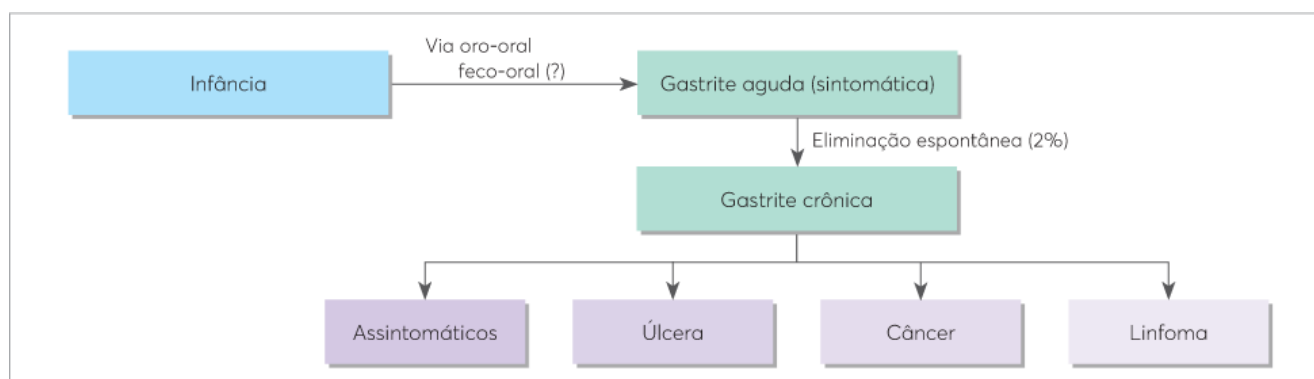 Via oro-oral
feco-oral (?)
Infância
Gastrite aguda (sintomática)
Eliminação espontânea (2%)
Gastrite crônica
Assintomáticos
Úlcera
Câncer
Linfoma